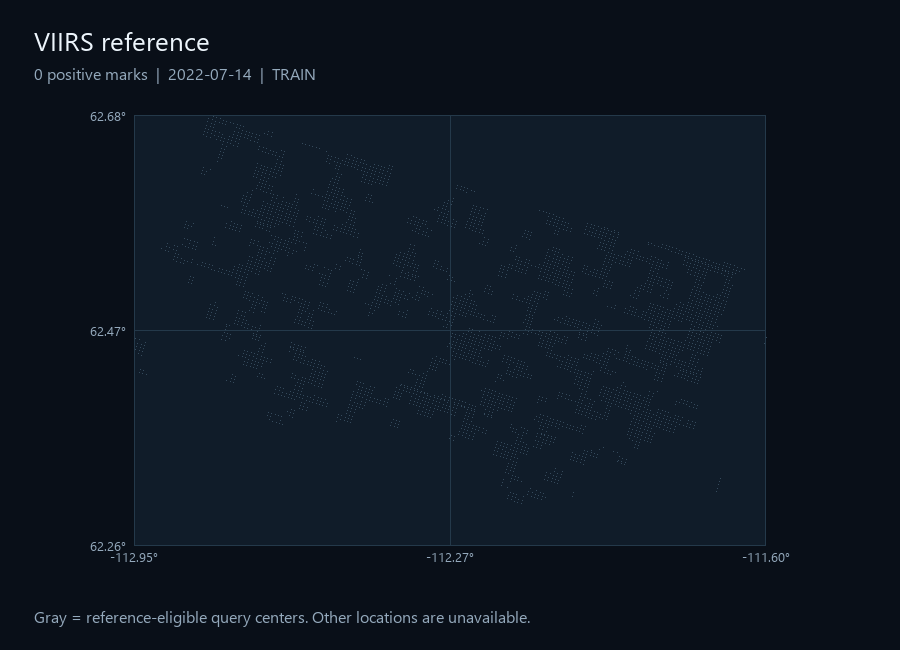 VIIRS reference
0 positive marks | 2022-07-14 | TRAIN
62.68°
62.47°
62.26°
-112.95°
-112.27°
-111.60°
Gray = reference-eligible query centers. Other locations are unavailable.